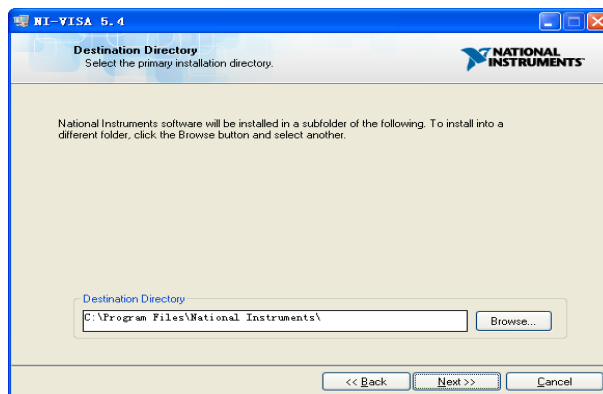 NI-VISA 5.4
Destination Directory
Select the primary installation directory.
NATIONAL
INSTRUMENTS™
National Instruments software will be installed in a subfolder of the following. To install into a
different folder, click the Browse button and select another.
Destination Directory
C:\Program Files\National Instruments\
Browse...
<< Back
Next >>
Cancel